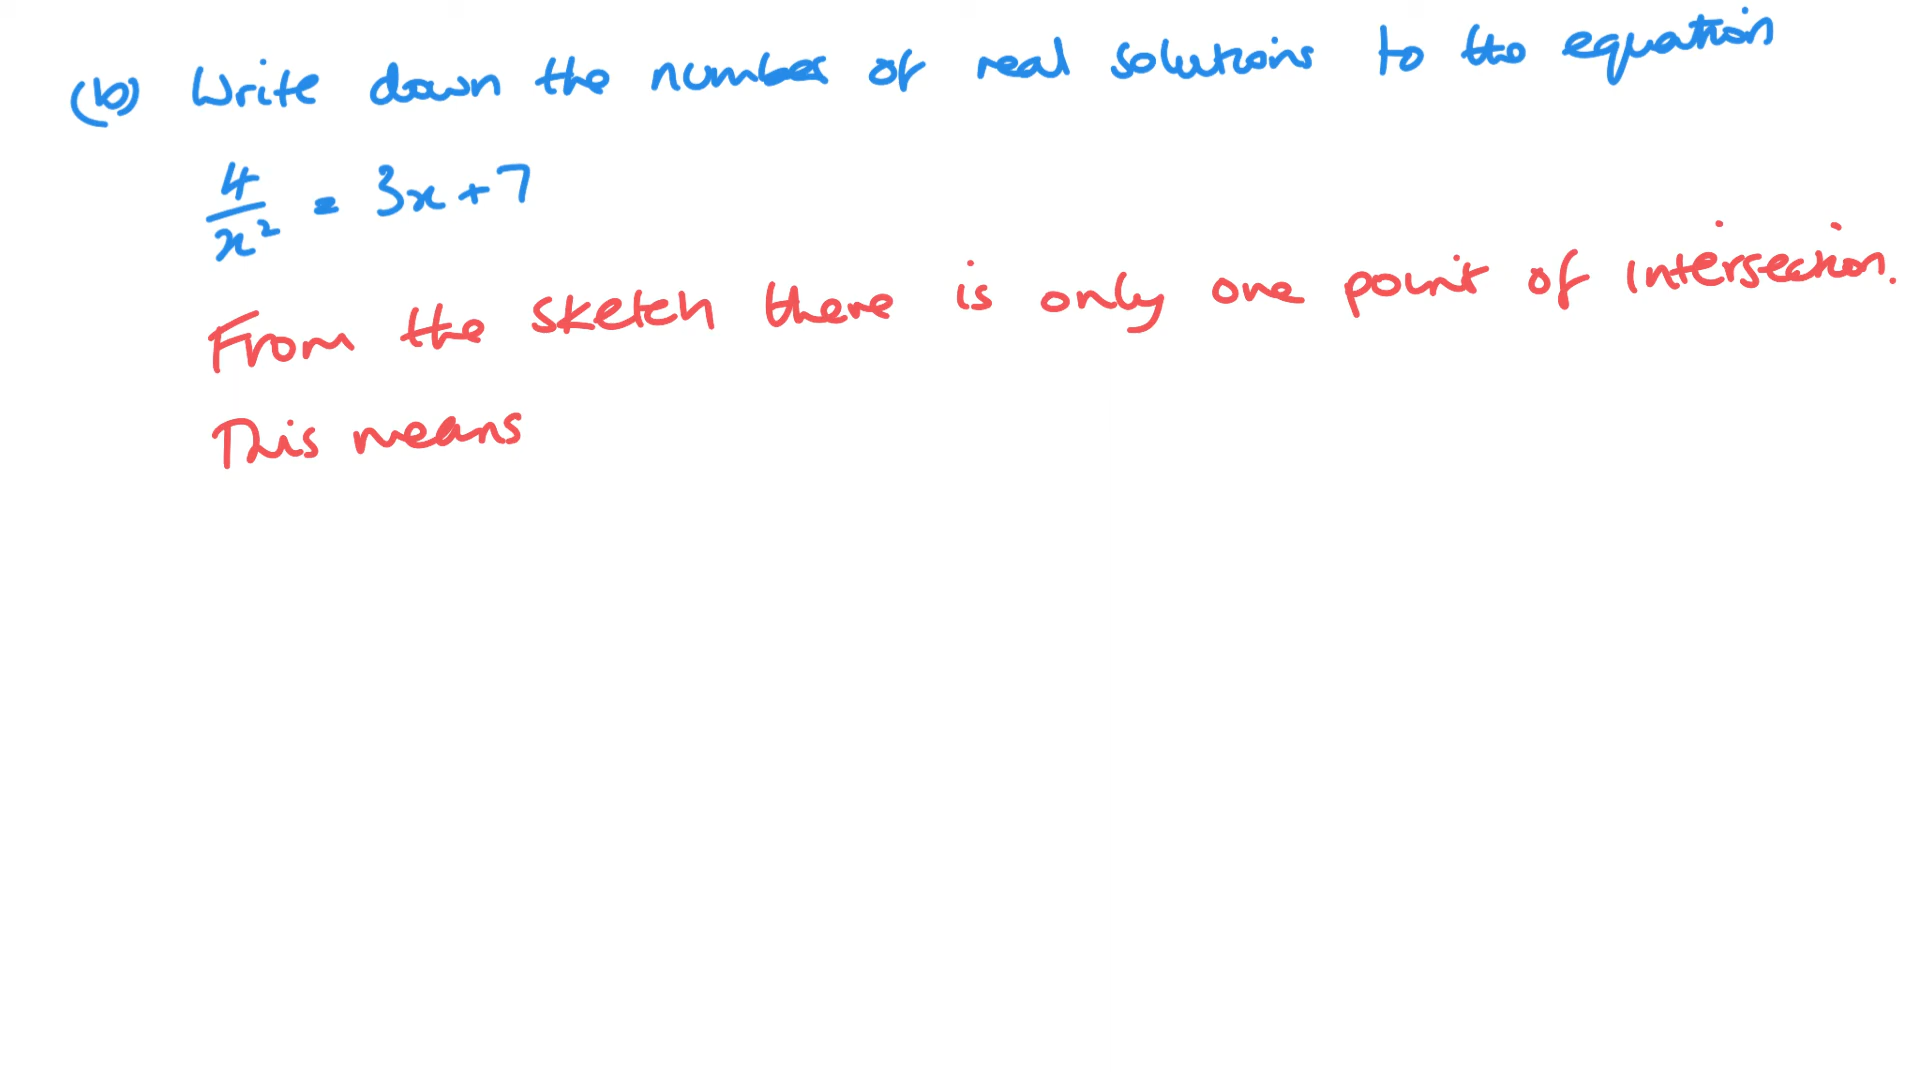 (b) Write down the number of real solutions to the equation
4/x² = 3x+7
From the sketch there is only one point of intersection.
This means